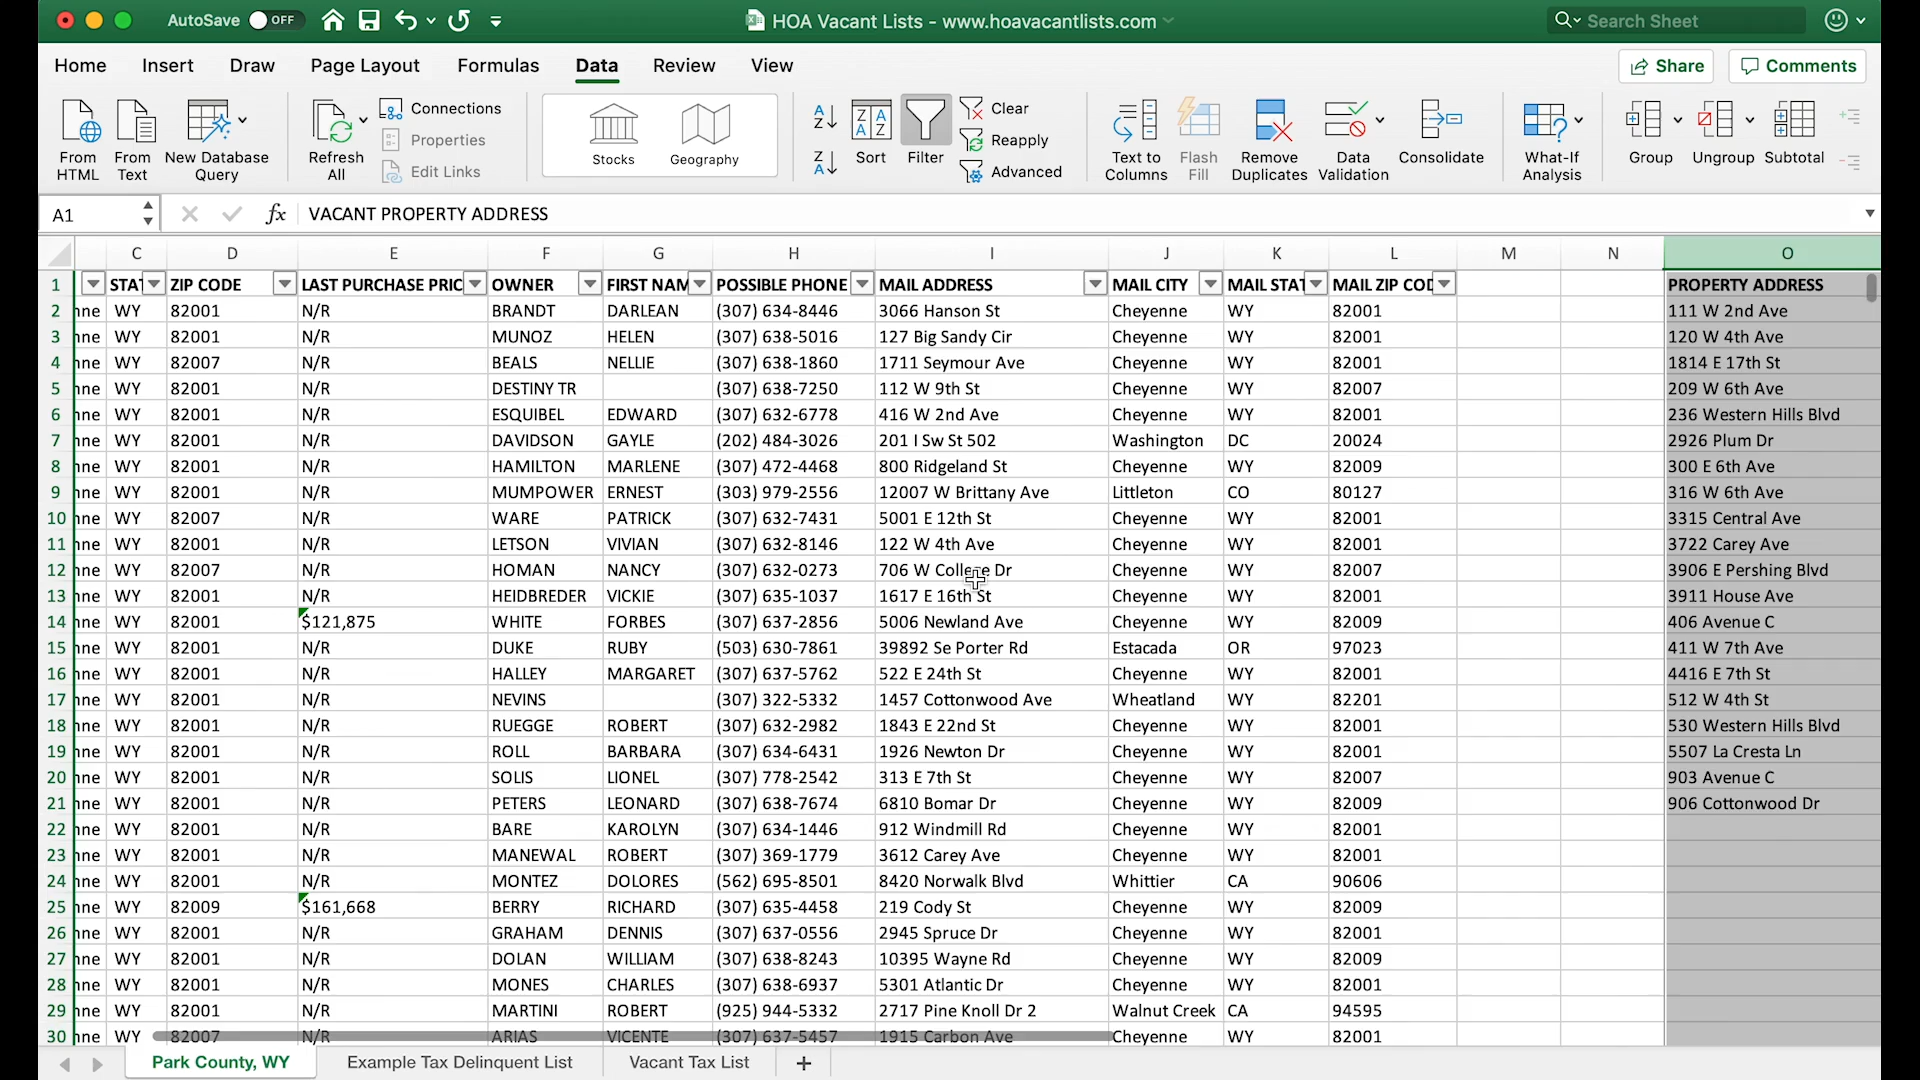 AutoSave OFF HOA Vacant Lists - www.hoavacantlists.com Search Sheet
Home Insert Draw Page Layout Formulas Data Review View Share Comments
From HTML From Text New Database Query Refresh All Connections Properties Edit Links Stocks Geography Sort Filter Clear Reapply Advanced Text to Columns Flash Fill Remove Duplicates Data Validation Consolidate What-If Analysis Group Ungroup Subtotal
A1 fx VACANT PROPERTY ADDRESS
C D E F G H I J K L M N O
1 STAT ZIP CODE LAST PURCHASE PRIC OWNER FIRST NAM POSSIBLE PHONE MAIL ADDRESS MAIL CITY MAIL STAT MAIL ZIP COD PROPERTY ADDRESS
2 nne WY 82001 N/R BRANDT DARLEAN (307) 634-8446 3066 Hanson St Cheyenne WY 82001 111 W 2nd Ave
3 nne WY 82001 N/R MUNOZ HELEN (307) 638-5016 127 Big Sandy Cir Cheyenne WY 82001 120 W 4th Ave
4 nne WY 82007 N/R BEALS NELLIE (307) 638-1860 1711 Seymour Ave Cheyenne WY 82001 1814 E 17th St
5 nne WY 82001 N/R DESTINY TR (307) 638-7250 112 W 9th St Cheyenne WY 82007 209 W 6th Ave
6 nne WY 82001 N/R ESQUIBEL EDWARD (307) 632-6778 416 W 2nd Ave Cheyenne WY 82001 236 Western Hills Blvd
7 nne WY 82001 N/R DAVIDSON GAYLE (202) 484-3026 201 I Sw St 502 Washington DC 20024 2926 Plum Dr
8 nne WY 82001 N/R HAMILTON MARLENE (307) 472-4468 800 Ridgeland St Cheyenne WY 82009 300 E 6th Ave
9 nne WY 82001 N/R MUMPOWER ERNEST (303) 979-2556 12007 W Brittany Ave Littleton CO 80127 316 W 6th Ave
10 nne WY 82007 N/R WARE PATRICK (307) 632-7431 5001 E 12th St Cheyenne WY 82001 3315 Central Ave
11 nne WY 82001 N/R LETSON VIVIAN (307) 632-8146 122 W 4th Ave Cheyenne WY 82001 3722 Carey Ave
12 nne WY 82007 N/R HOMAN NANCY (307) 632-0273 706 W College Dr Cheyenne WY 82007 3906 E Pershing Blvd
13 nne WY 82001 N/R HEIDBREDER VICKIE (307) 635-1037 1617 E 16th St Cheyenne WY 82001 3911 House Ave
14 nne WY 82001 $121,875 WHITE FORBES (307) 637-2856 5006 Newland Ave Cheyenne WY 82009 406 Avenue C
15 nne WY 82001 N/R DUKE RUBY (503) 630-7861 39892 Se Porter Rd Estacada OR 97023 411 W 7th Ave
16 nne WY 82001 N/R HALLEY MARGARET (307) 637-5762 522 E 24th St Cheyenne WY 82001 4416 E 7th St
17 nne WY 82001 N/R NEVINS (307) 322-5332 1457 Cottonwood Ave Wheatland WY 82201 512 W 4th St
18 nne WY 82001 N/R RUEGGE ROBERT (307) 632-2982 1843 E 22nd St Cheyenne WY 82001 530 Western Hills Blvd
19 nne WY 82001 N/R ROLL BARBARA (307) 634-6431 1926 Newton Dr Cheyenne WY 82001 5507 La Cresta Ln
20 nne WY 82001 N/R SOLIS LIONEL (307) 778-2542 313 E 7th St Cheyenne WY 82007 903 Avenue C
21 nne WY 82001 N/R PETERS LEONARD (307) 638-7674 6810 Bomar Dr Cheyenne WY 82009 906 Cottonwood Dr
22 nne WY 82001 N/R BARE KAROLYN (307) 634-1446 912 Windmill Rd Cheyenne WY 82001
23 nne WY 82001 N/R MANEWAL ROBERT (307) 369-1779 3612 Carey Ave Cheyenne WY 82001
24 nne WY 82001 N/R MONTEZ DOLORES (562) 695-8501 8420 Norwalk Blvd Whittier CA 90606
25 nne WY 82009 $161,668 BERRY RICHARD (307) 635-4458 219 Cody St Cheyenne WY 82009
26 nne WY 82001 N/R GRAHAM DENNIS (307) 637-0556 2945 Spruce Dr Cheyenne WY 82001
27 nne WY 82001 N/R DOLAN WILLIAM (307) 638-8243 10395 Wayne Rd Cheyenne WY 82009
28 nne WY 82001 N/R MONES CHARLES (307) 638-6937 5301 Atlantic Dr Cheyenne WY 82001
29 nne WY 82001 N/R MARTINI ROBERT (925) 944-5332 2717 Pine Knoll Dr 2 Walnut Creek CA 94595
30 nne WY 82007 N/R ARIAS VICENTE (307) 637-5457 1915 Carbon Ave Cheyenne WY 82001
Park County, WY Example Tax Delinquent List Vacant Tax List +